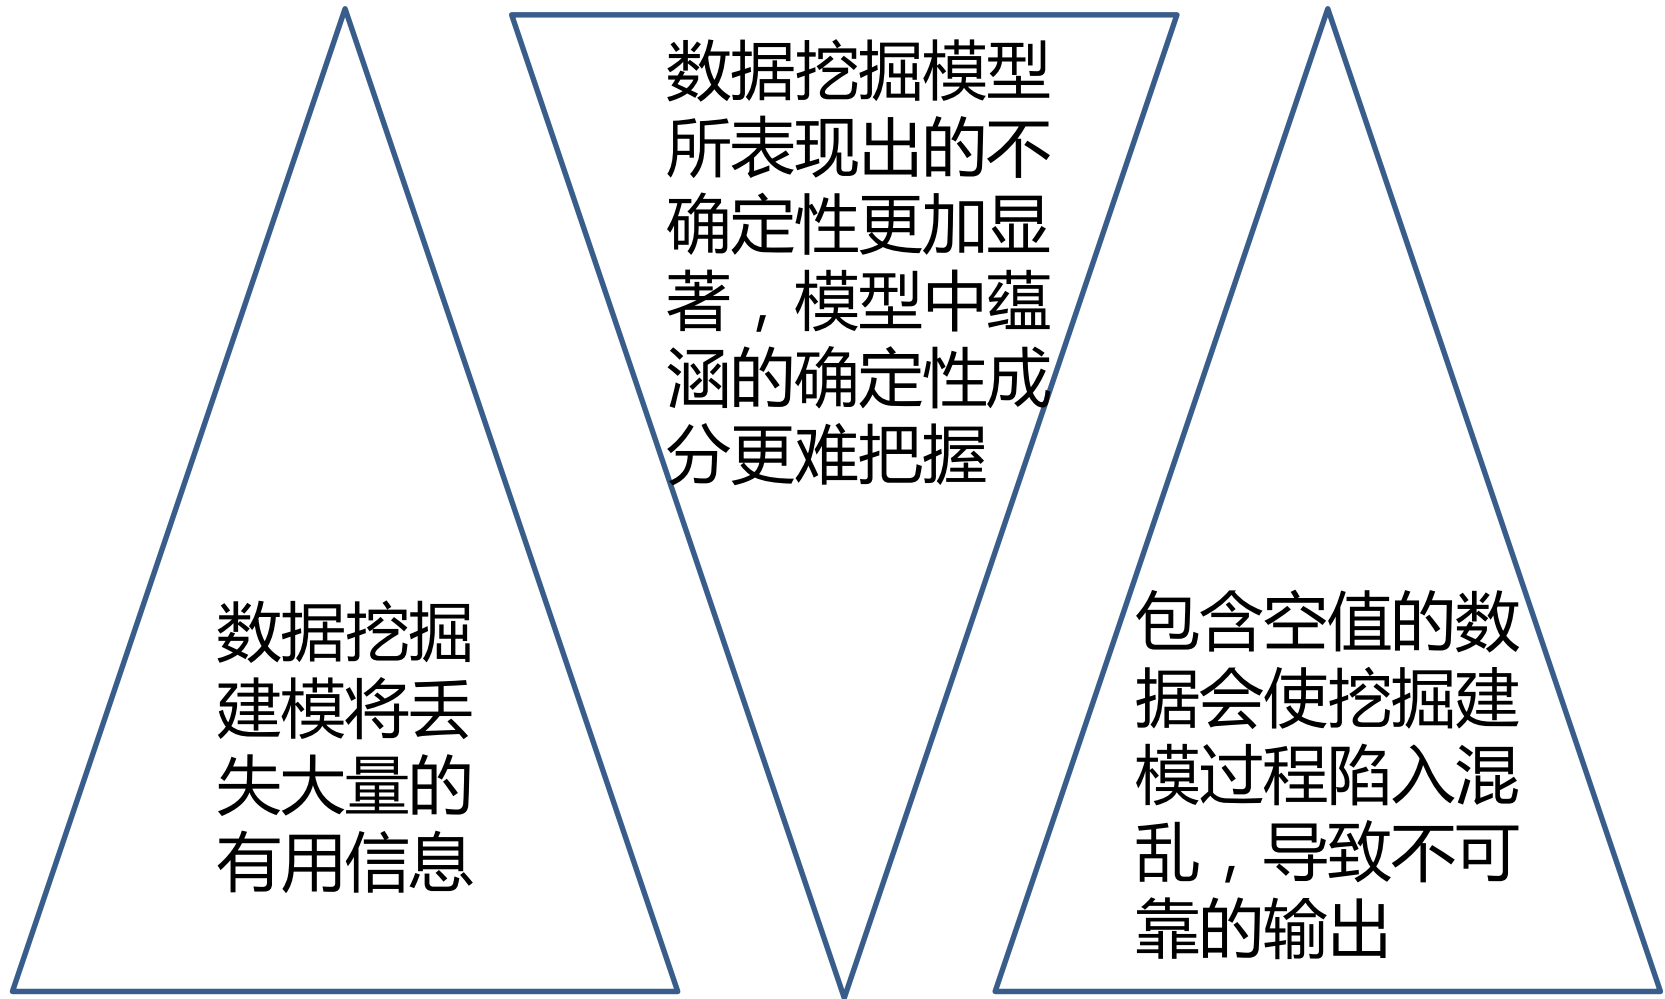 数据挖掘
建模将丢
失大量的
有用信息
数据挖掘模型
所表现出的不
确定性更加显
著，模型中蕴
涵的确定性成
分更难把握
包含空值的数
据会使挖掘建
模过程陷入混
乱，导致不可
靠的输出